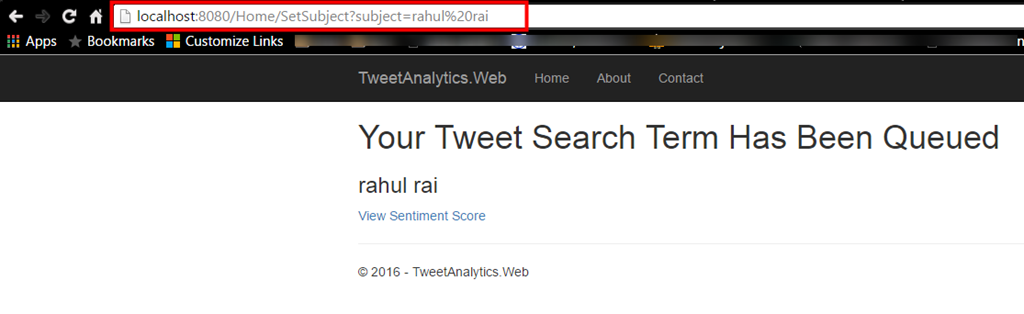 localhost:8080/Home/SetSubject?subject=rahul%20rai
Apps Bookmarks Customize Links
TweetAnalytics.Web Home About Contact
Your Tweet Search Term Has Been Queued
rahul rai
View Sentiment Score
© 2016 - TweetAnalytics.Web